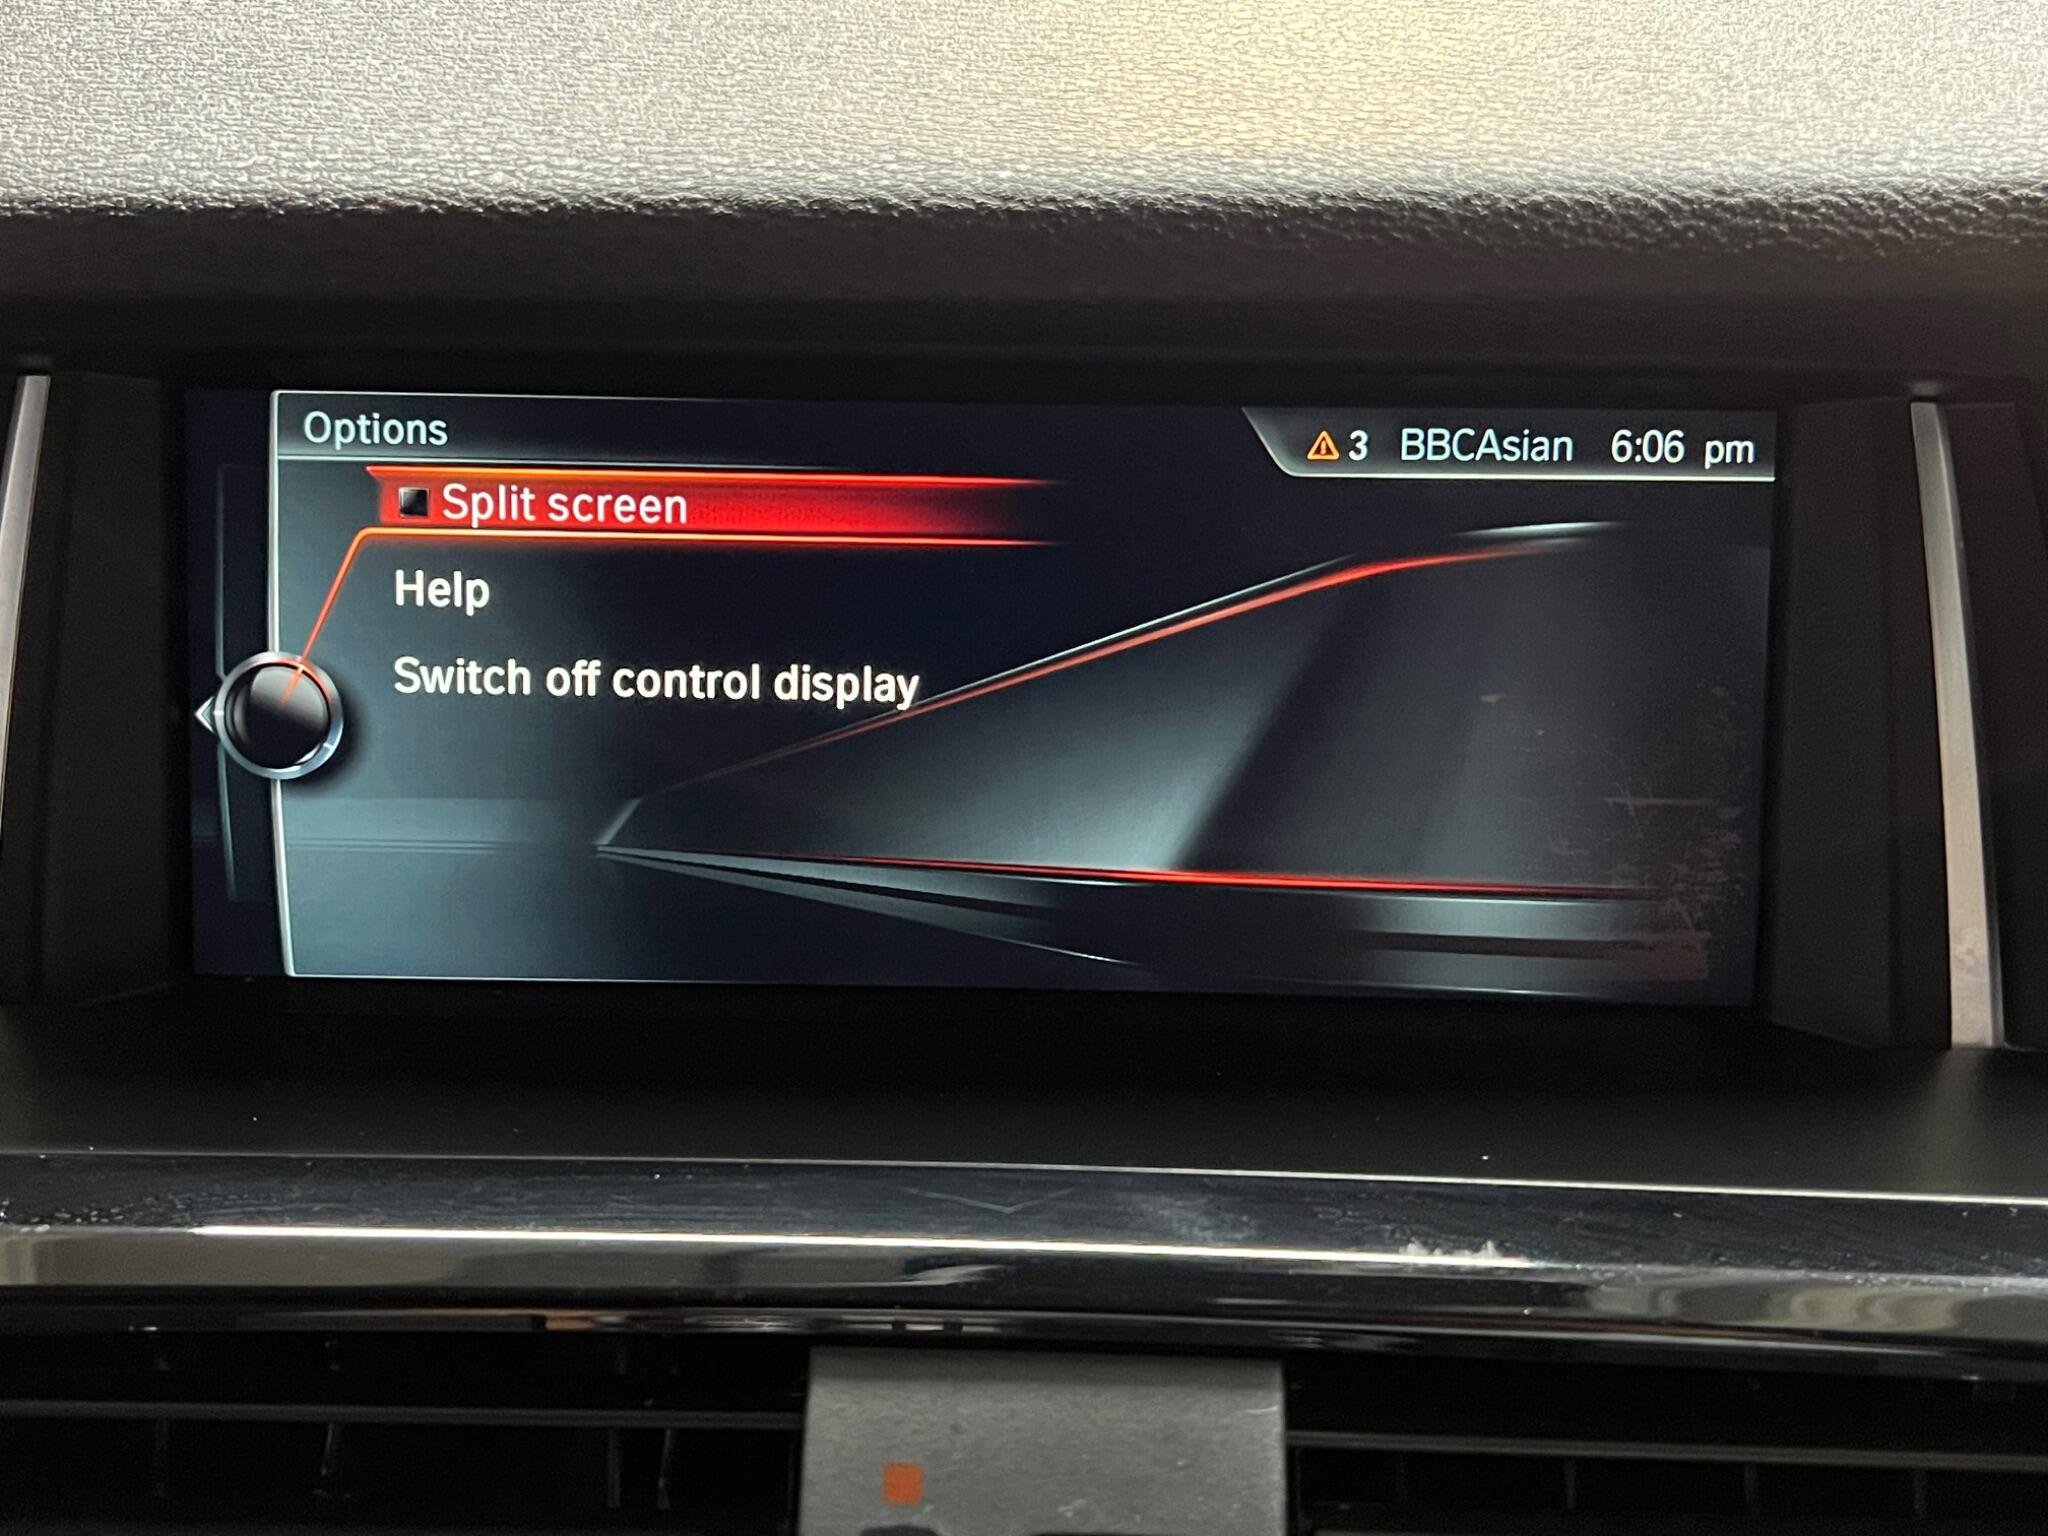 Options
3 BBCAsian 6:06 pm
Split screen
Help
Switch off control display